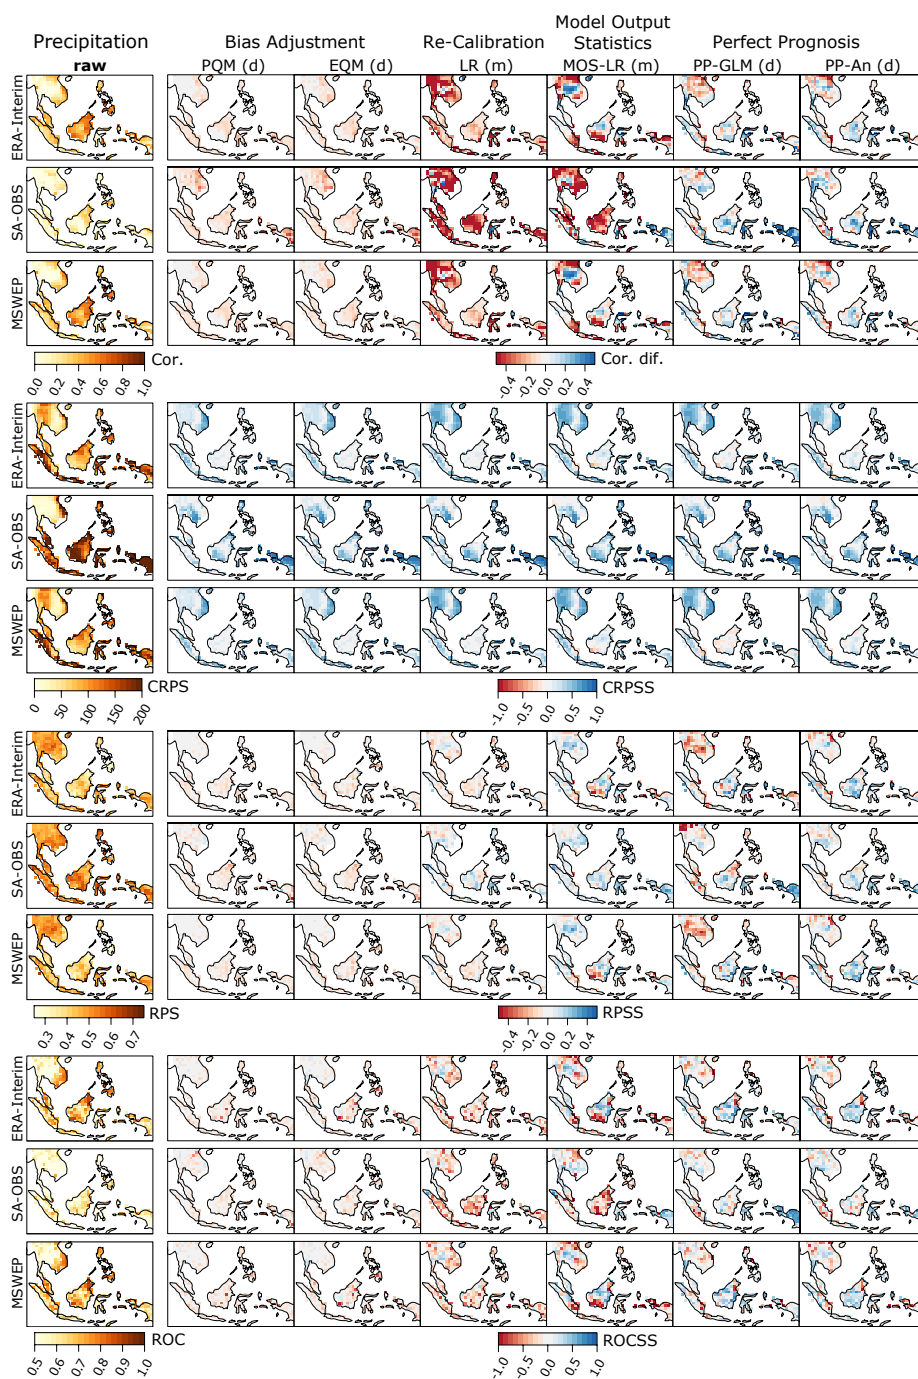 Model Output
Precipitation Bias Adjustment Re-Calibration Statistics Perfect Prognosis
raw PQM (d) EQM (d) LR (m) MOS-LR (m) PP-GLM (d) PP-An (d)
ERA-Interim
SA-OBS
MSWEP
Cor. Cor. dif.
0.0 0.2 0.4 0.6 0.8 1.0 -0.4 -0.2 0.0 0.2 0.4
ERA-Interim
SA-OBS
MSWEP
CRPS CRPSS
0 50 100 150 200 -1.0 -0.5 0.0 0.5 1.0
ERA-Interim
SA-OBS
MSWEP
RPS RPSS
0.3 0.4 0.5 0.6 0.7 -0.4 -0.2 0.0 0.2 0.4
ERA-Interim
SA-OBS
MSWEP
ROC ROCSS
0.5 0.6 0.7 0.8 0.9 1.0 -1.0 -0.5 0.0 0.5 1.0